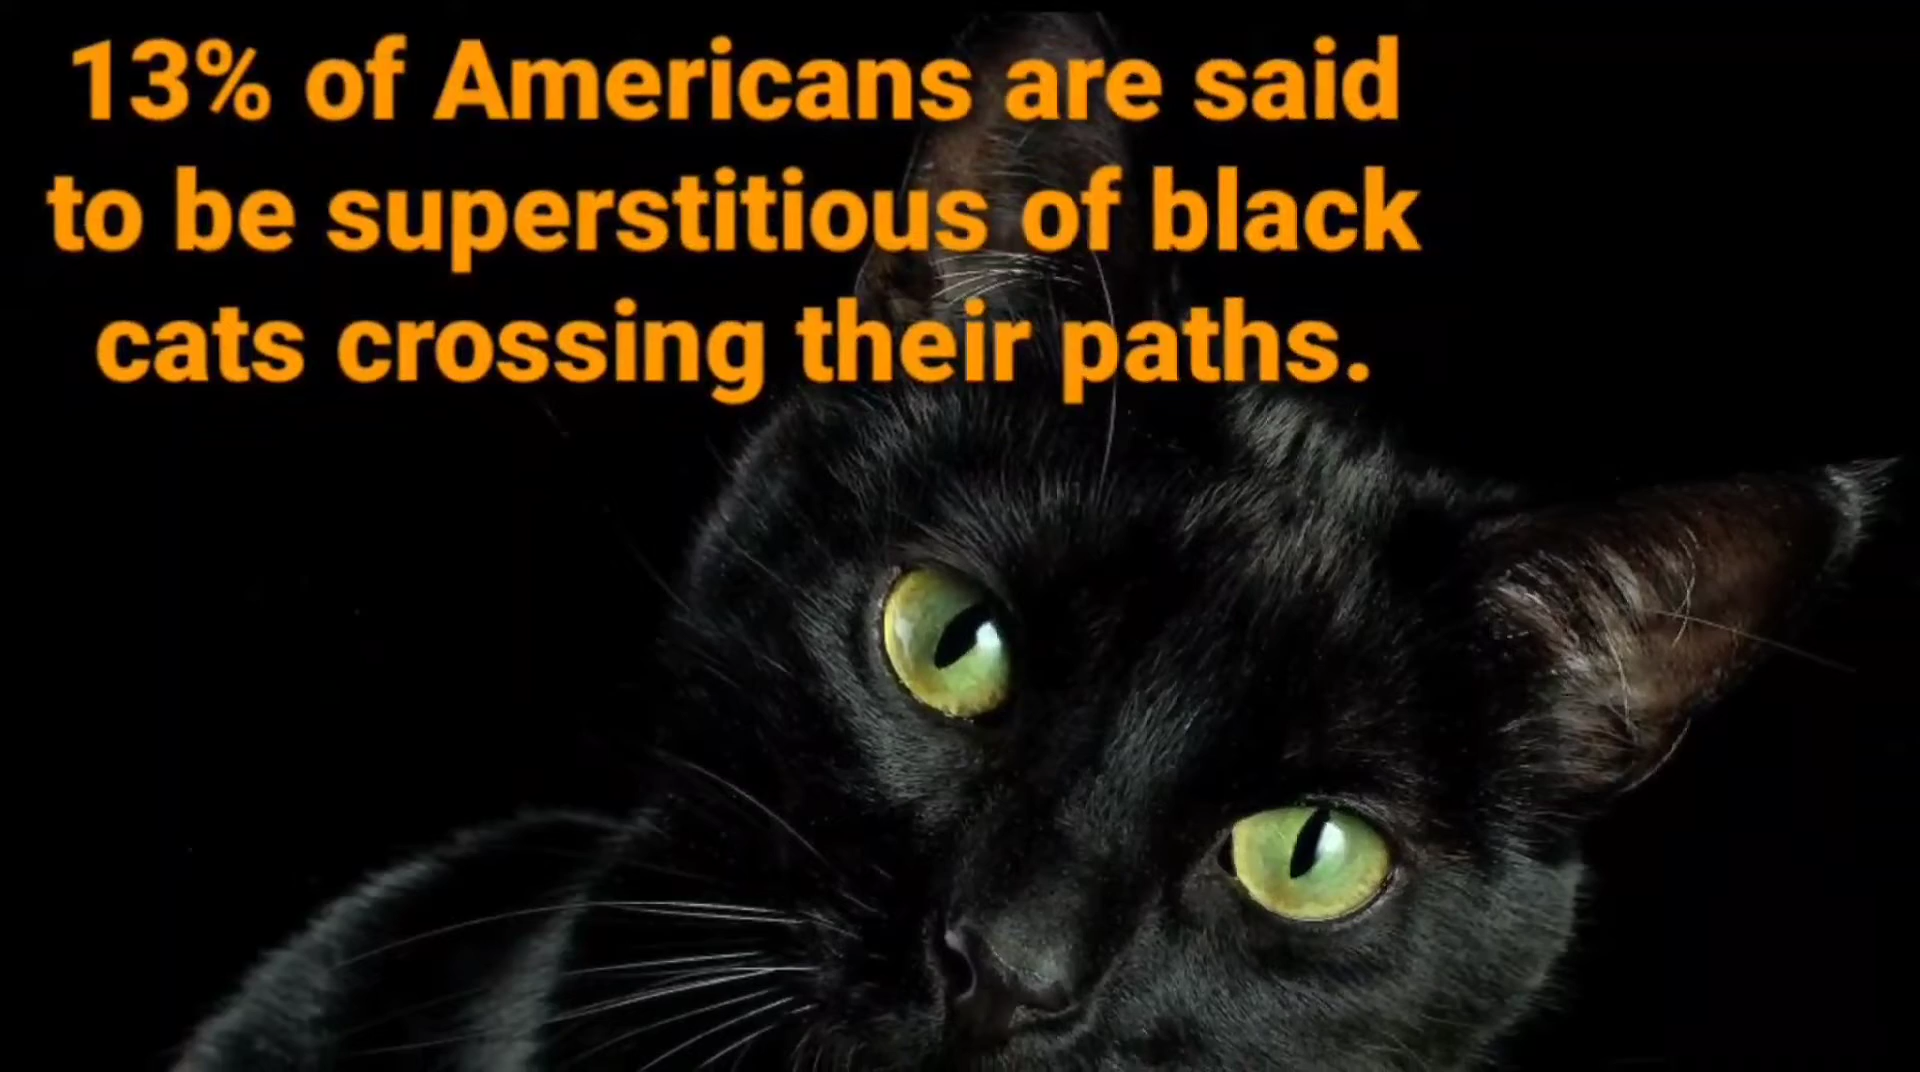 13% of Americans are said
to be superstitious of black
cats crossing their paths.